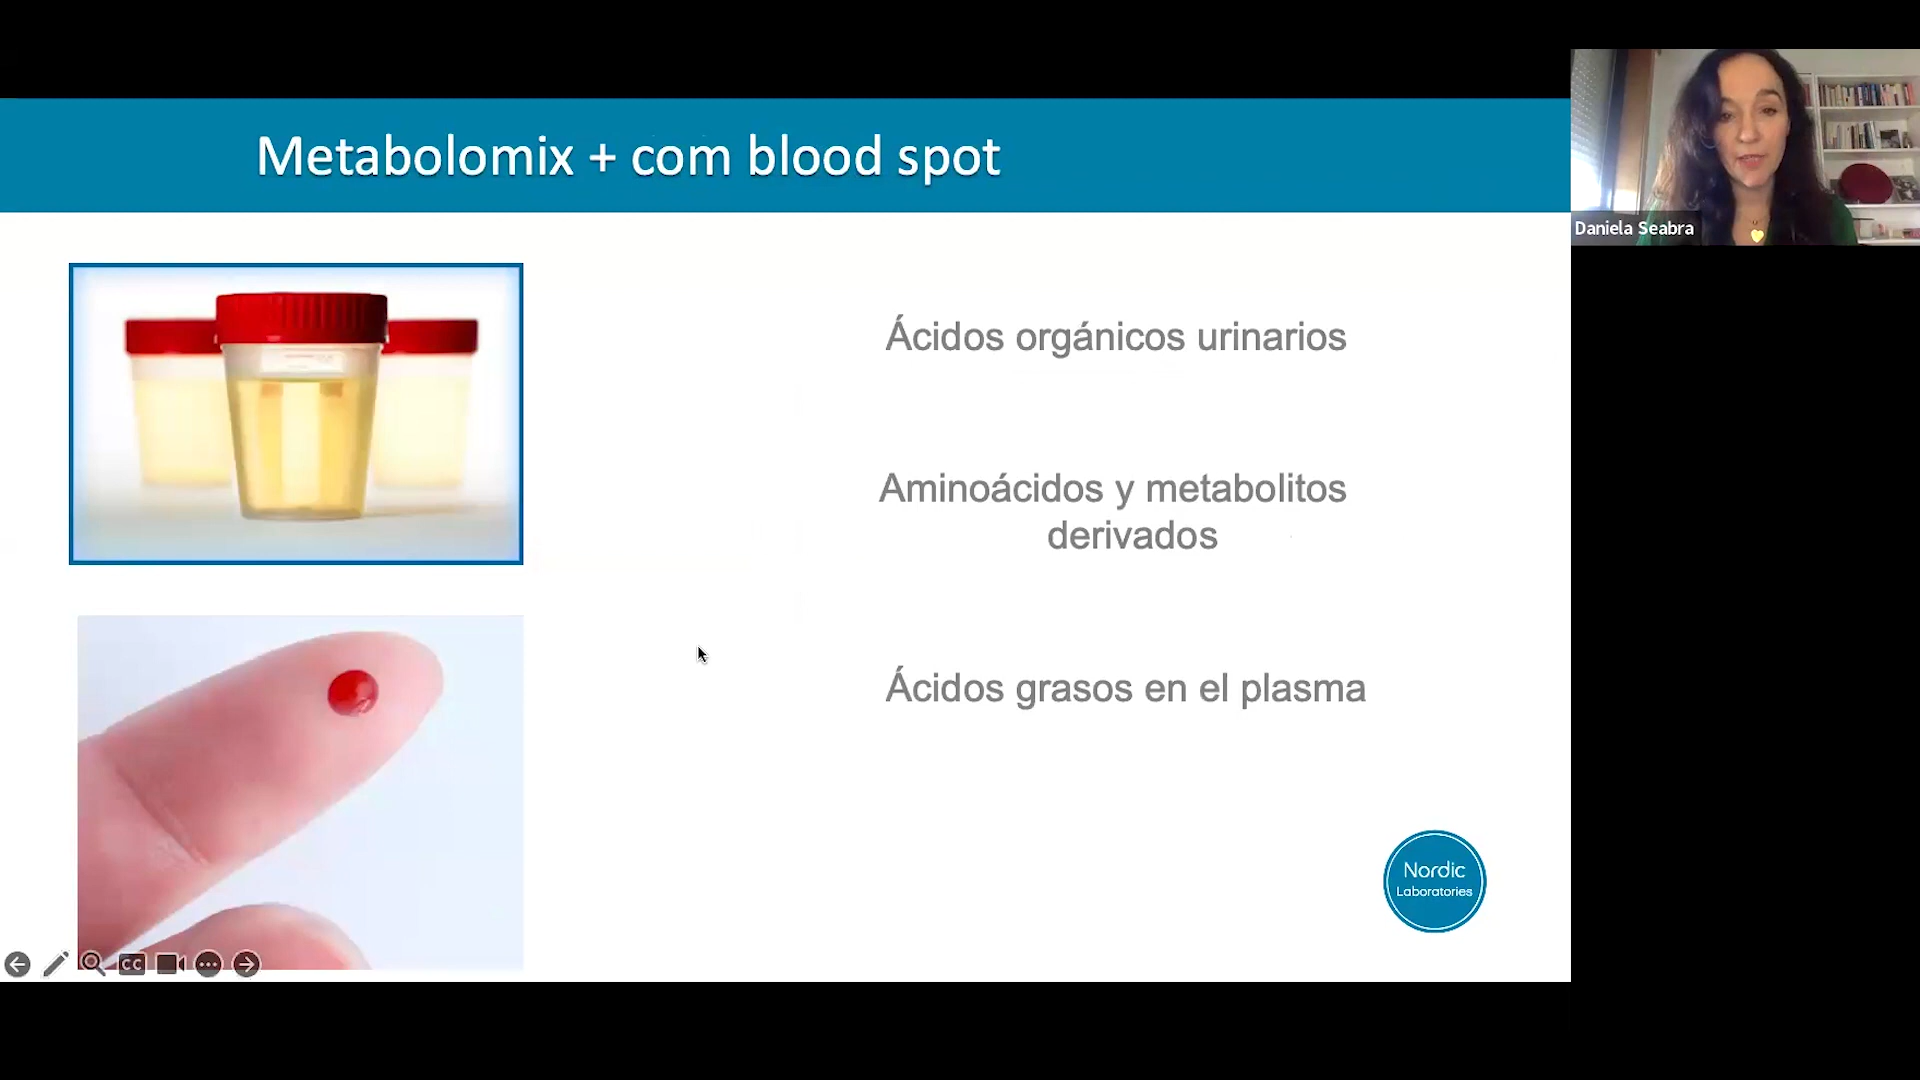 Metabolomix + com blood spot
Daniela Seabra
Ácidos orgánicos urinarios
Aminoácidos y metabolitos
derivados
Ácidos grasos en el plasma
Nordic
Laboratories
CC